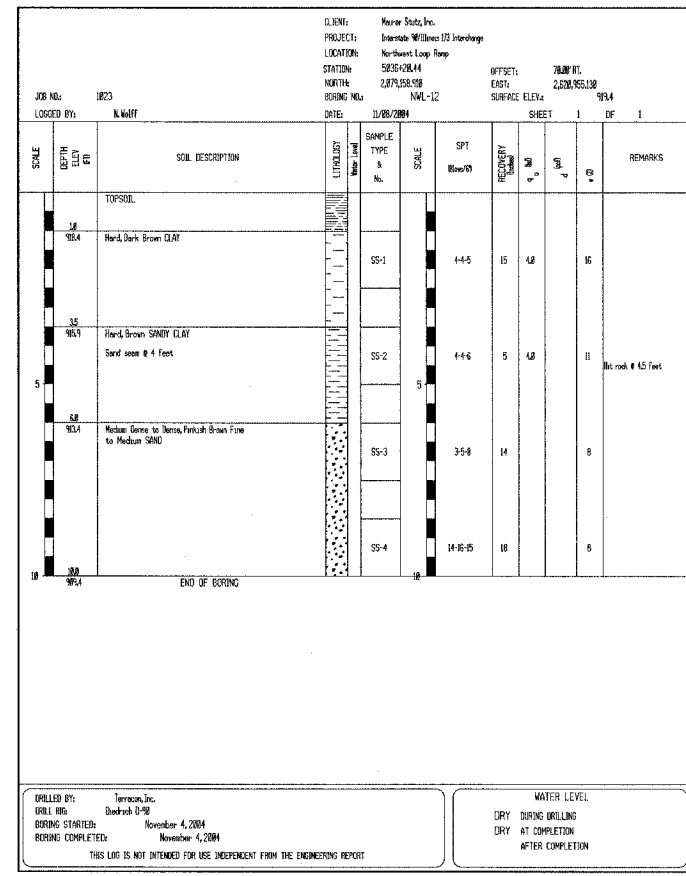 CLIENT: Maurer Stutz, Inc.
PROJECT: Interstate 90/Illinois 173 Interchange
LOCATION: Northwest Loop Ramp
STATION: 5036+20.44 OFFSET: 70.00' RT.
NORTH: 2,079,158.910 EAST: 2,620,955.130
JOB NO.: 1023 BORING NO.: NWL-12 SURFACE ELEV.: 919.4
LOGGED BY: N. Wolff DATE: 11/08/2004 SHEET 1 OF 1
SCALE DEPTH ELEV (Ft) SOIL DESCRIPTION LITHOLOGY Water Level SAMPLE TYPE & No. SCALE SPT (Blows/6") RECOVERY (Inches) q u (tsf) d (pcf) w (%) REMARKS
TOPSOIL
1.0
918.4 Hard, Dark Brown CLAY
SS-1 4-4-5 15 4.0 16
3.5
915.9 Hard, Brown SANDY CLAY
Sand seam @ 4 feet SS-2 4-4-6 5 4.0 11
Hit rock @ 4.5 feet
5 5
6.0
913.4 Medium Dense to Dense, Pinkish Brown Fine
to Medium SAND
SS-3 3-5-8 14 8
SS-4 14-16-15 18 8
10 10.0 10
909.4 END OF BORING
DRILLED BY: Terracon, Inc.
DRILL RIG: Diedrich D-90
BORING STARTED: November 4, 2004
BORING COMPLETED: November 4, 2004
THIS LOG IS NOT INTENDED FOR USE INDEPENDENT FROM THE ENGINEERING REPORT
WATER LEVEL
DRY DURING DRILLING
DRY AT COMPLETION
AFTER COMPLETION